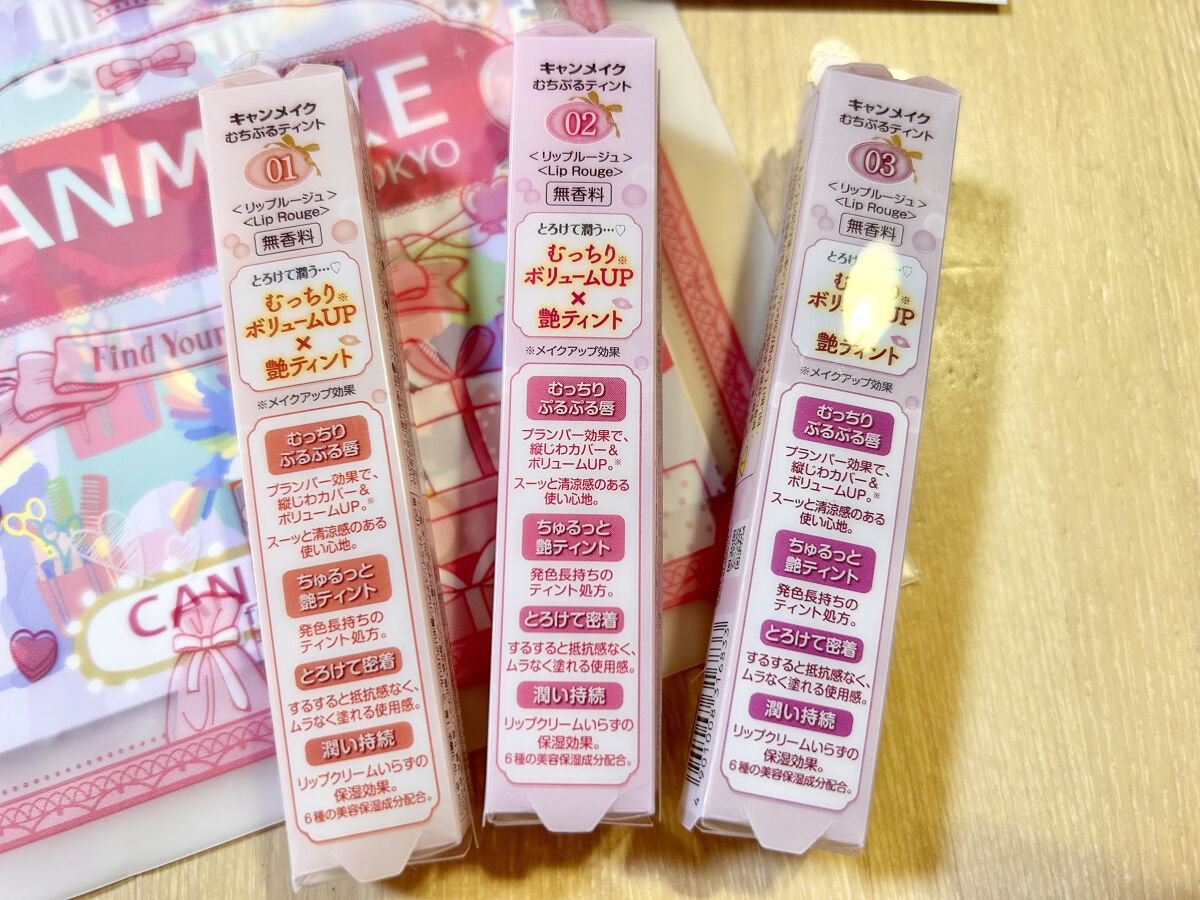 ANMAKE
TOKYO
Find Your
CAN
キャンメイク
むちぷるティント
01
＜リップルージュ＞
<Lip Rouge>
無香料
とろけて潤う…♡
むっちり※
ボリュームUP
×
艶ティント
※メイクアップ効果
むっちり
ぷるぷる唇
プランパー効果で、
縦じわカバー＆
ボリュームUP。※
スーッと清涼感のある
使い心地。
ちゅるっと
艶ティント
発色長持ちの
ティント処方。
とろけて密着
するすると抵抗感なく、
ムラなく塗れる使用感。
潤い持続
リップクリームいらずの
保湿効果。
6種の美容保湿成分配合。
キャンメイク
むちぷるティント
02
＜リップルージュ＞
<Lip Rouge>
無香料
とろけて潤う…♡
むっちり※
ボリュームUP
×
艶ティント
※メイクアップ効果
むっちり
ぷるぷる唇
プランパー効果で、
縦じわカバー＆
ボリュームUP。※
スーッと清涼感のある
使い心地。
ちゅるっと
艶ティント
発色長持ちの
ティント処方。
とろけて密着
するすると抵抗感なく、
ムラなく塗れる使用感。
潤い持続
リップクリームいらずの
保湿効果。
6種の美容保湿成分配合。
キャンメイク
むちぷるティント
03
＜リップルージュ＞
<Lip Rouge>
無香料
ボリュームUP
艶ティント
※メイクアップ効果
むっちり
ぷるぷる唇
プランパー効果で、
縦じわカバー＆
ボリュームUP。※
スーッと清涼感のある
使い心地。
ちゅるっと
艶ティント
発色長持ちの
ティント処方。
とろけて密着
するすると抵抗感なく、
ムラなく塗れる使用感。
潤い持続
リップクリームいらずの
保湿効果。
6種の美容保湿成分配合。
4901008316833